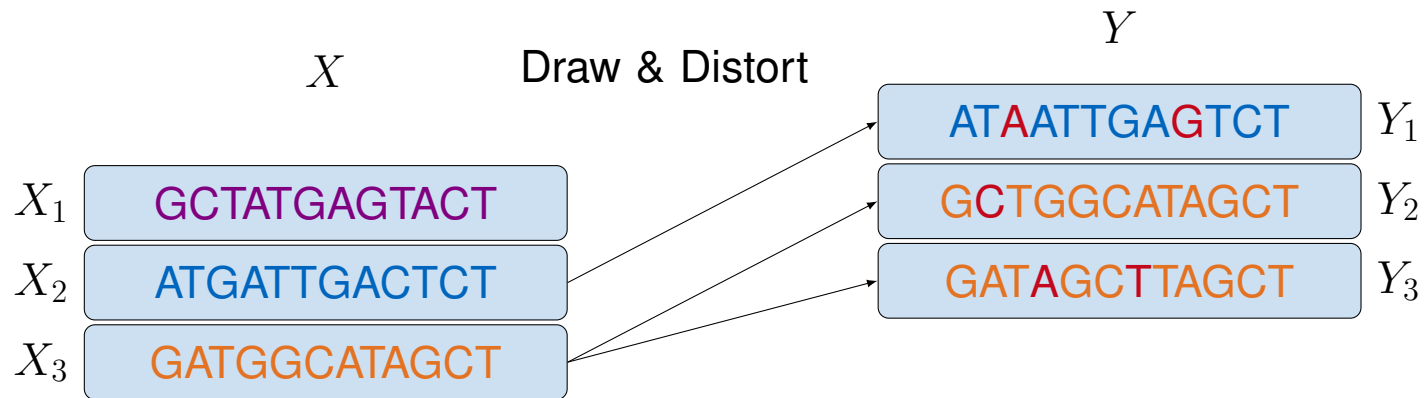 X
Draw & Distort
Y
X₁ GCTATGAGTACT
X₂ ATGATTGACTCT
X₃ GATGGCATAGCT
ATAATTGAGTCT Y₁
GCTGGCATAGCT Y₂
GATAGCTTAGCT Y₃